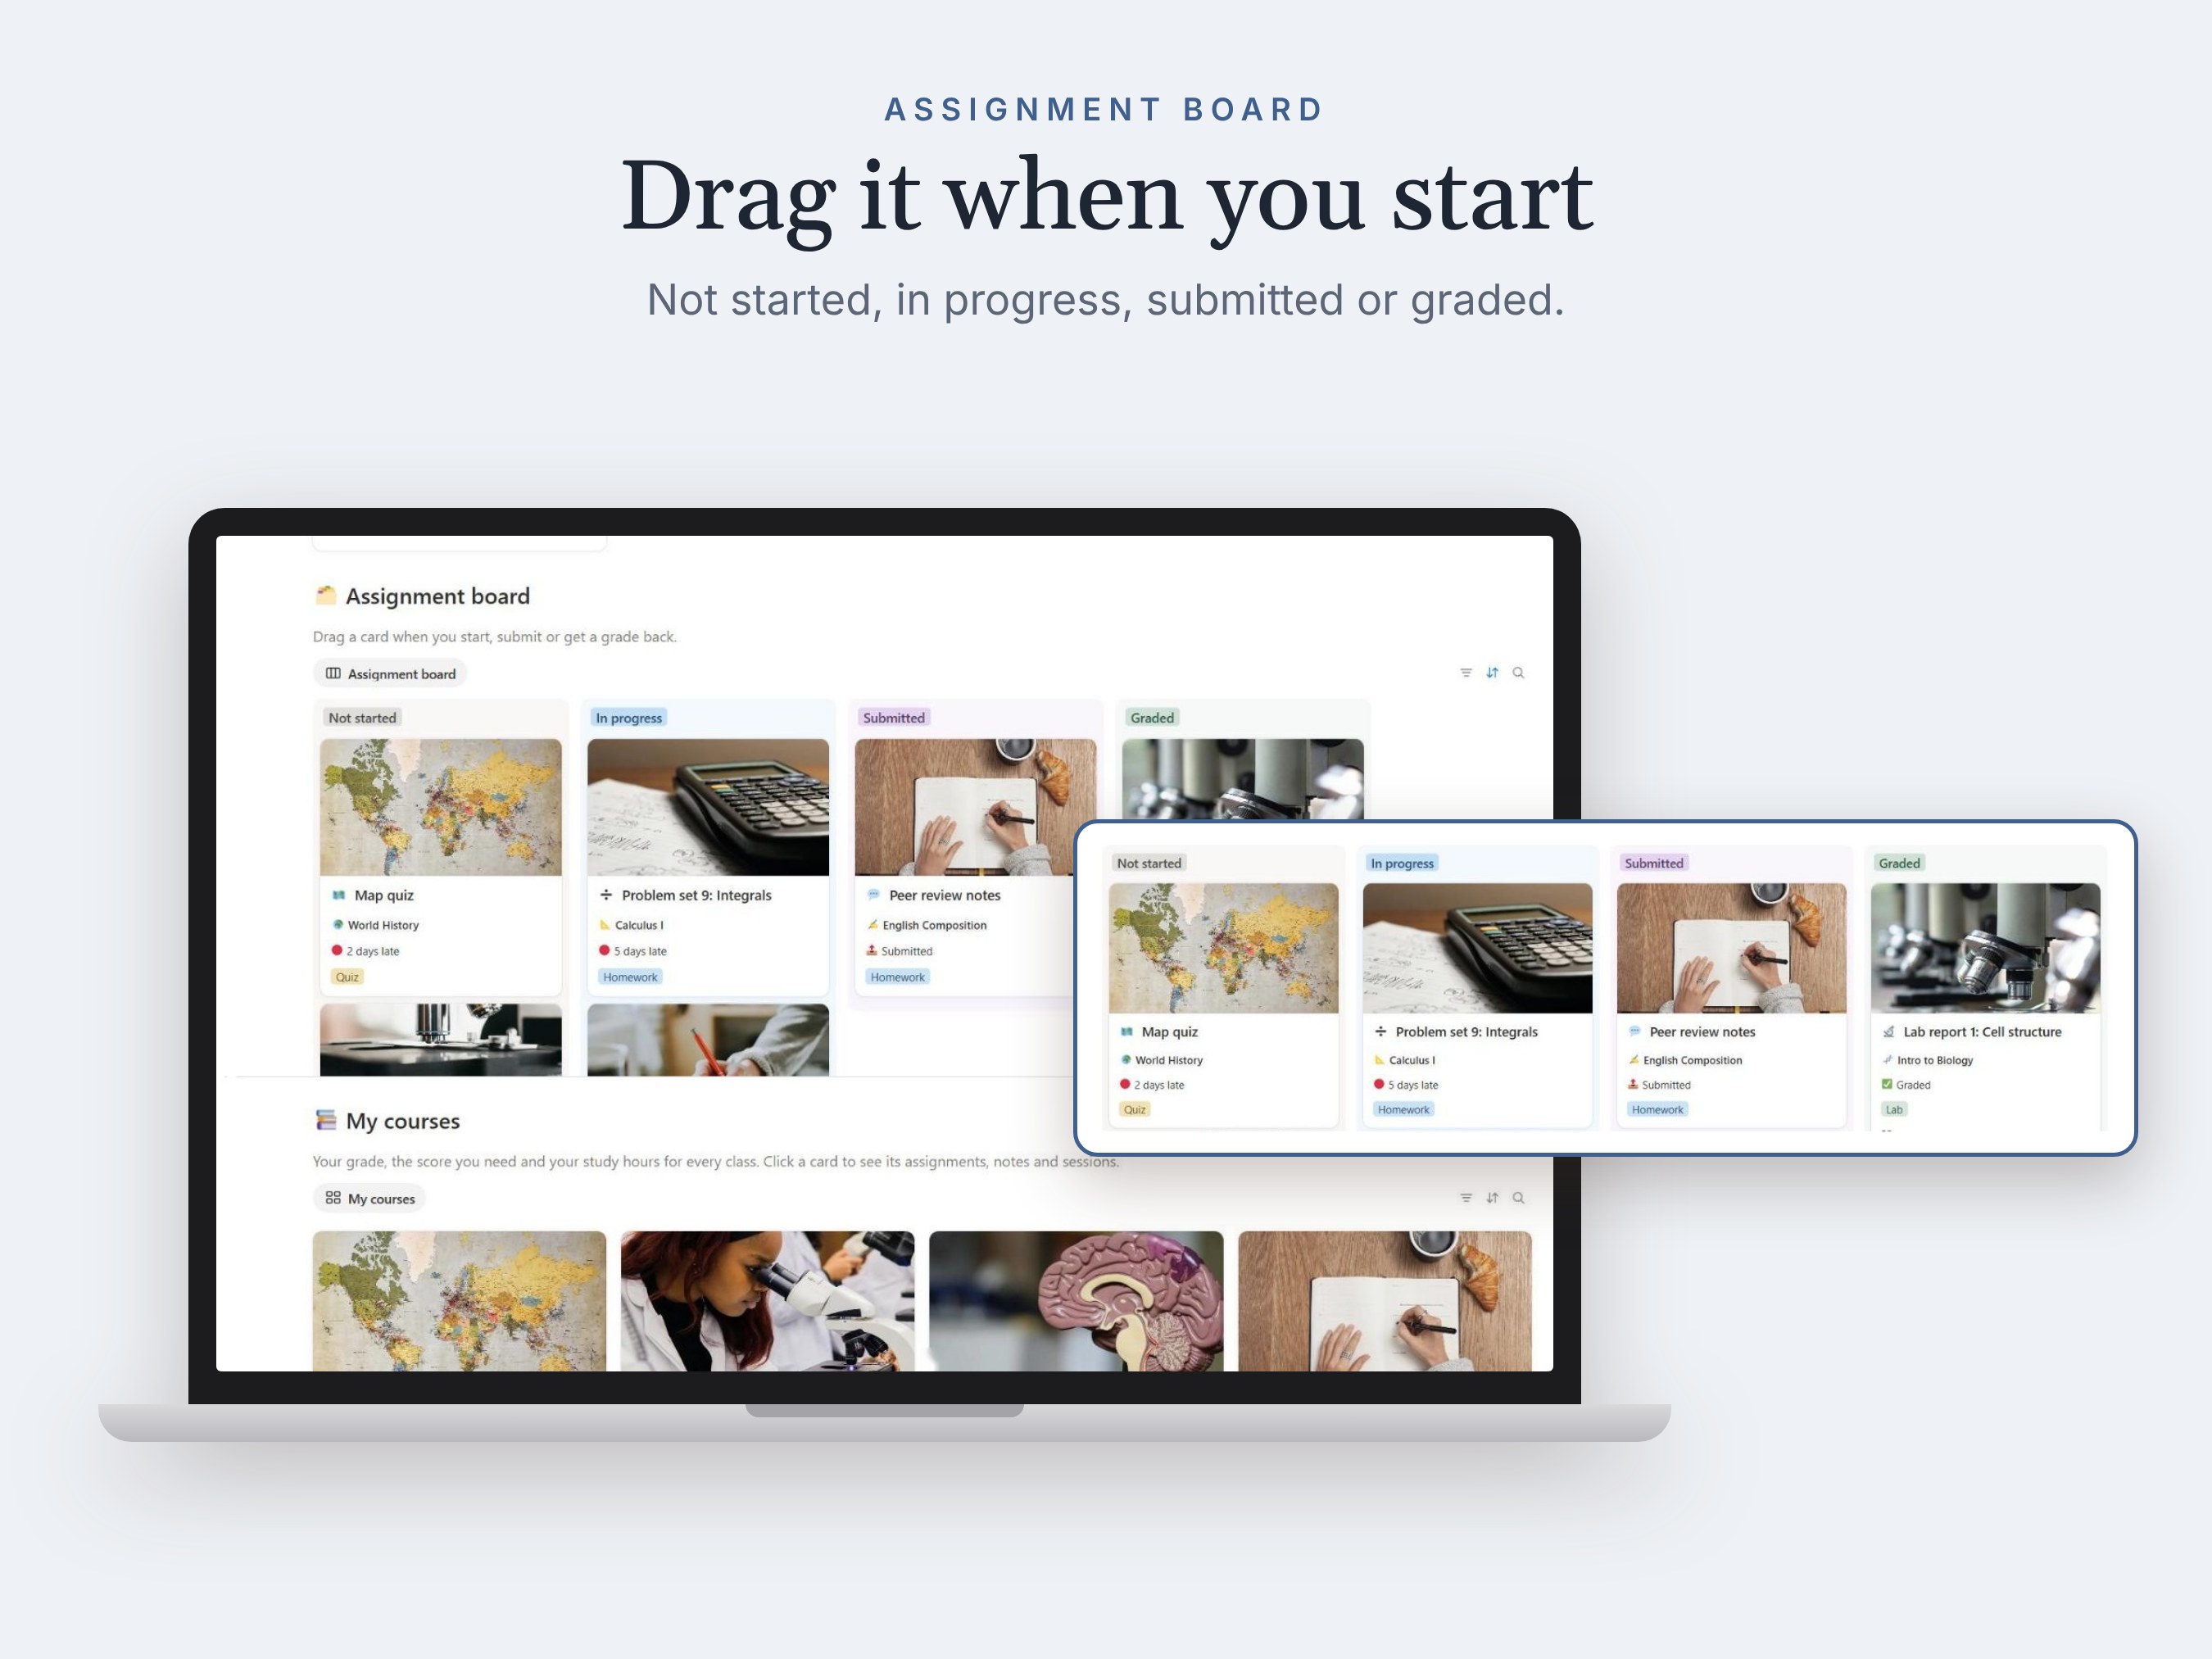 ASSIGNMENT BOARD
Drag it when you start
Not started, in progress, submitted or graded.
Assignment board
Drag a card when you start, submit or get a grade back.
Assignment board
Not started
In progress
Submitted
Graded
Map quiz
World History
2 days late
Quiz
Problem set 9: Integrals
Calculus I
5 days late
Homework
Peer review notes
English Composition
Submitted
Homework
Not started
In progress
Submitted
Graded
Map quiz
World History
2 days late
Quiz
Problem set 9: Integrals
Calculus I
5 days late
Homework
Peer review notes
English Composition
Submitted
Homework
Lab report 1: Cell structure
Intro to Biology
Graded
Lab
My courses
Your grade, the score you need and your study hours for every class. Click a card to see its assignments, notes and sessions.
My courses